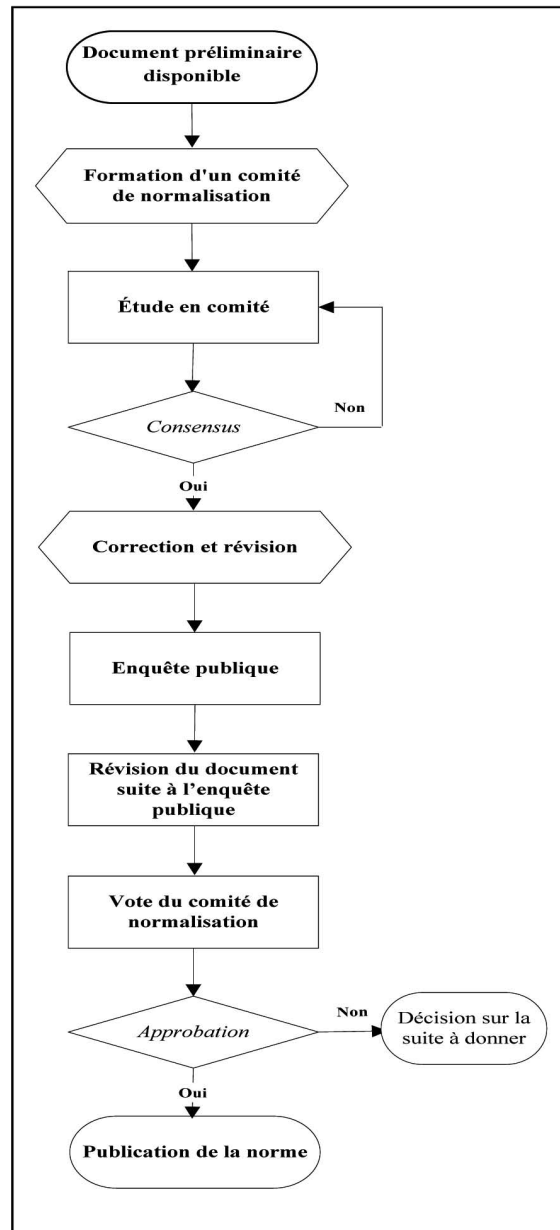 Document préliminaire
disponible
Formation d'un comité
de normalisation
Étude en comité
Non
Consensus
Oui
Correction et révision
Enquête publique
Révision du document
suite à l’enquête
publique
Vote du comité de
normalisation
Approbation
Non
Décision sur la
suite à donner
Oui
Publication de la norme